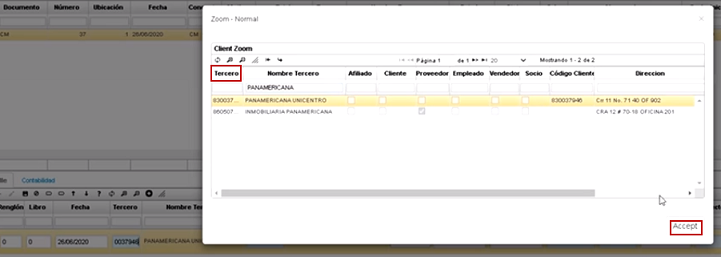 Documento Número Ubicación Fecha
CM 37 1 26/06/2020 CM
Zoom - Normal ×
Client Zoom
Página 1 de 1 20 Mostrando 1 - 2 de 2
Tercero Nombre Tercero Afiliado Cliente Proveedor Empleado Vendedor Socio Código Cliente Direccion
PANAMERICANA
830037... PANAMERICANA UNICENTRO 830037946 Cr 11 No. 71 40 OF 902
860507 INMOBILIARIA PANAMERICANA CRA 12 # 70-18 OFICINA 201
Accept
Contabilidad
Renglón Libro Fecha Tercero Nombre Te
0 0 26/06/2020 0037946 PANAMERICANA UNI